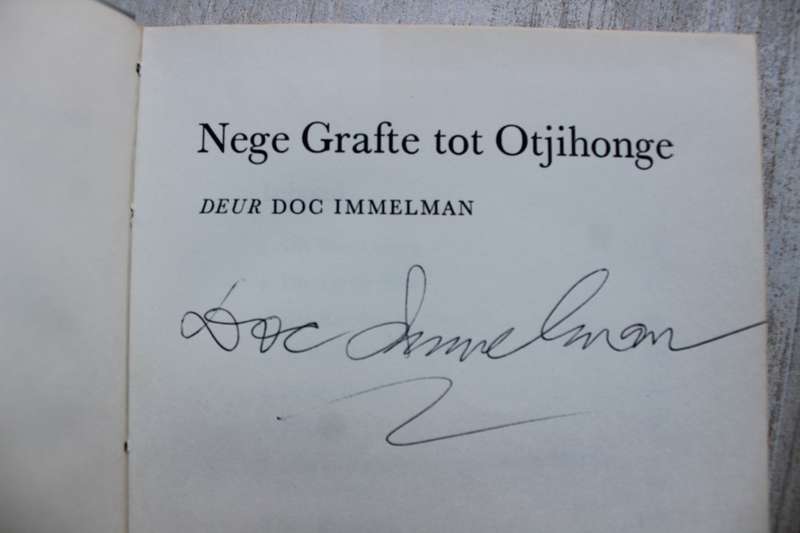 Nege Grafte tot Otjihonge
DEUR DOC IMMELMAN
Doc Immelman